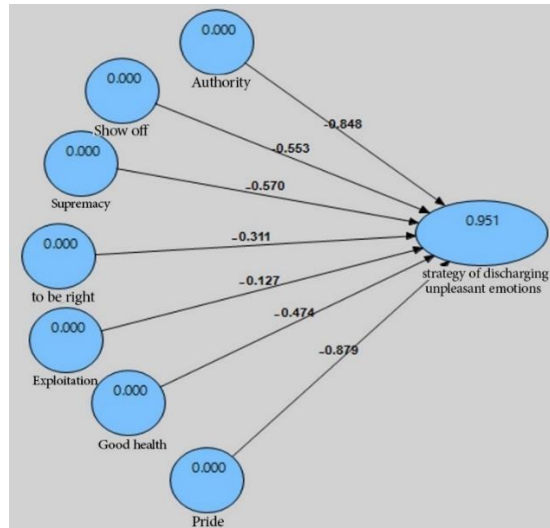 0.000
Authority
-0.848
0.000
Show off
-0.553
0.000
Supremacy
-0.570
0.951
strategy of discharging
unpleasant emotions
0.000
to be right
-0.311
0.000
Exploitation
-0.127
0.000
Good health
-0.474
0.000
Pride
-0.879